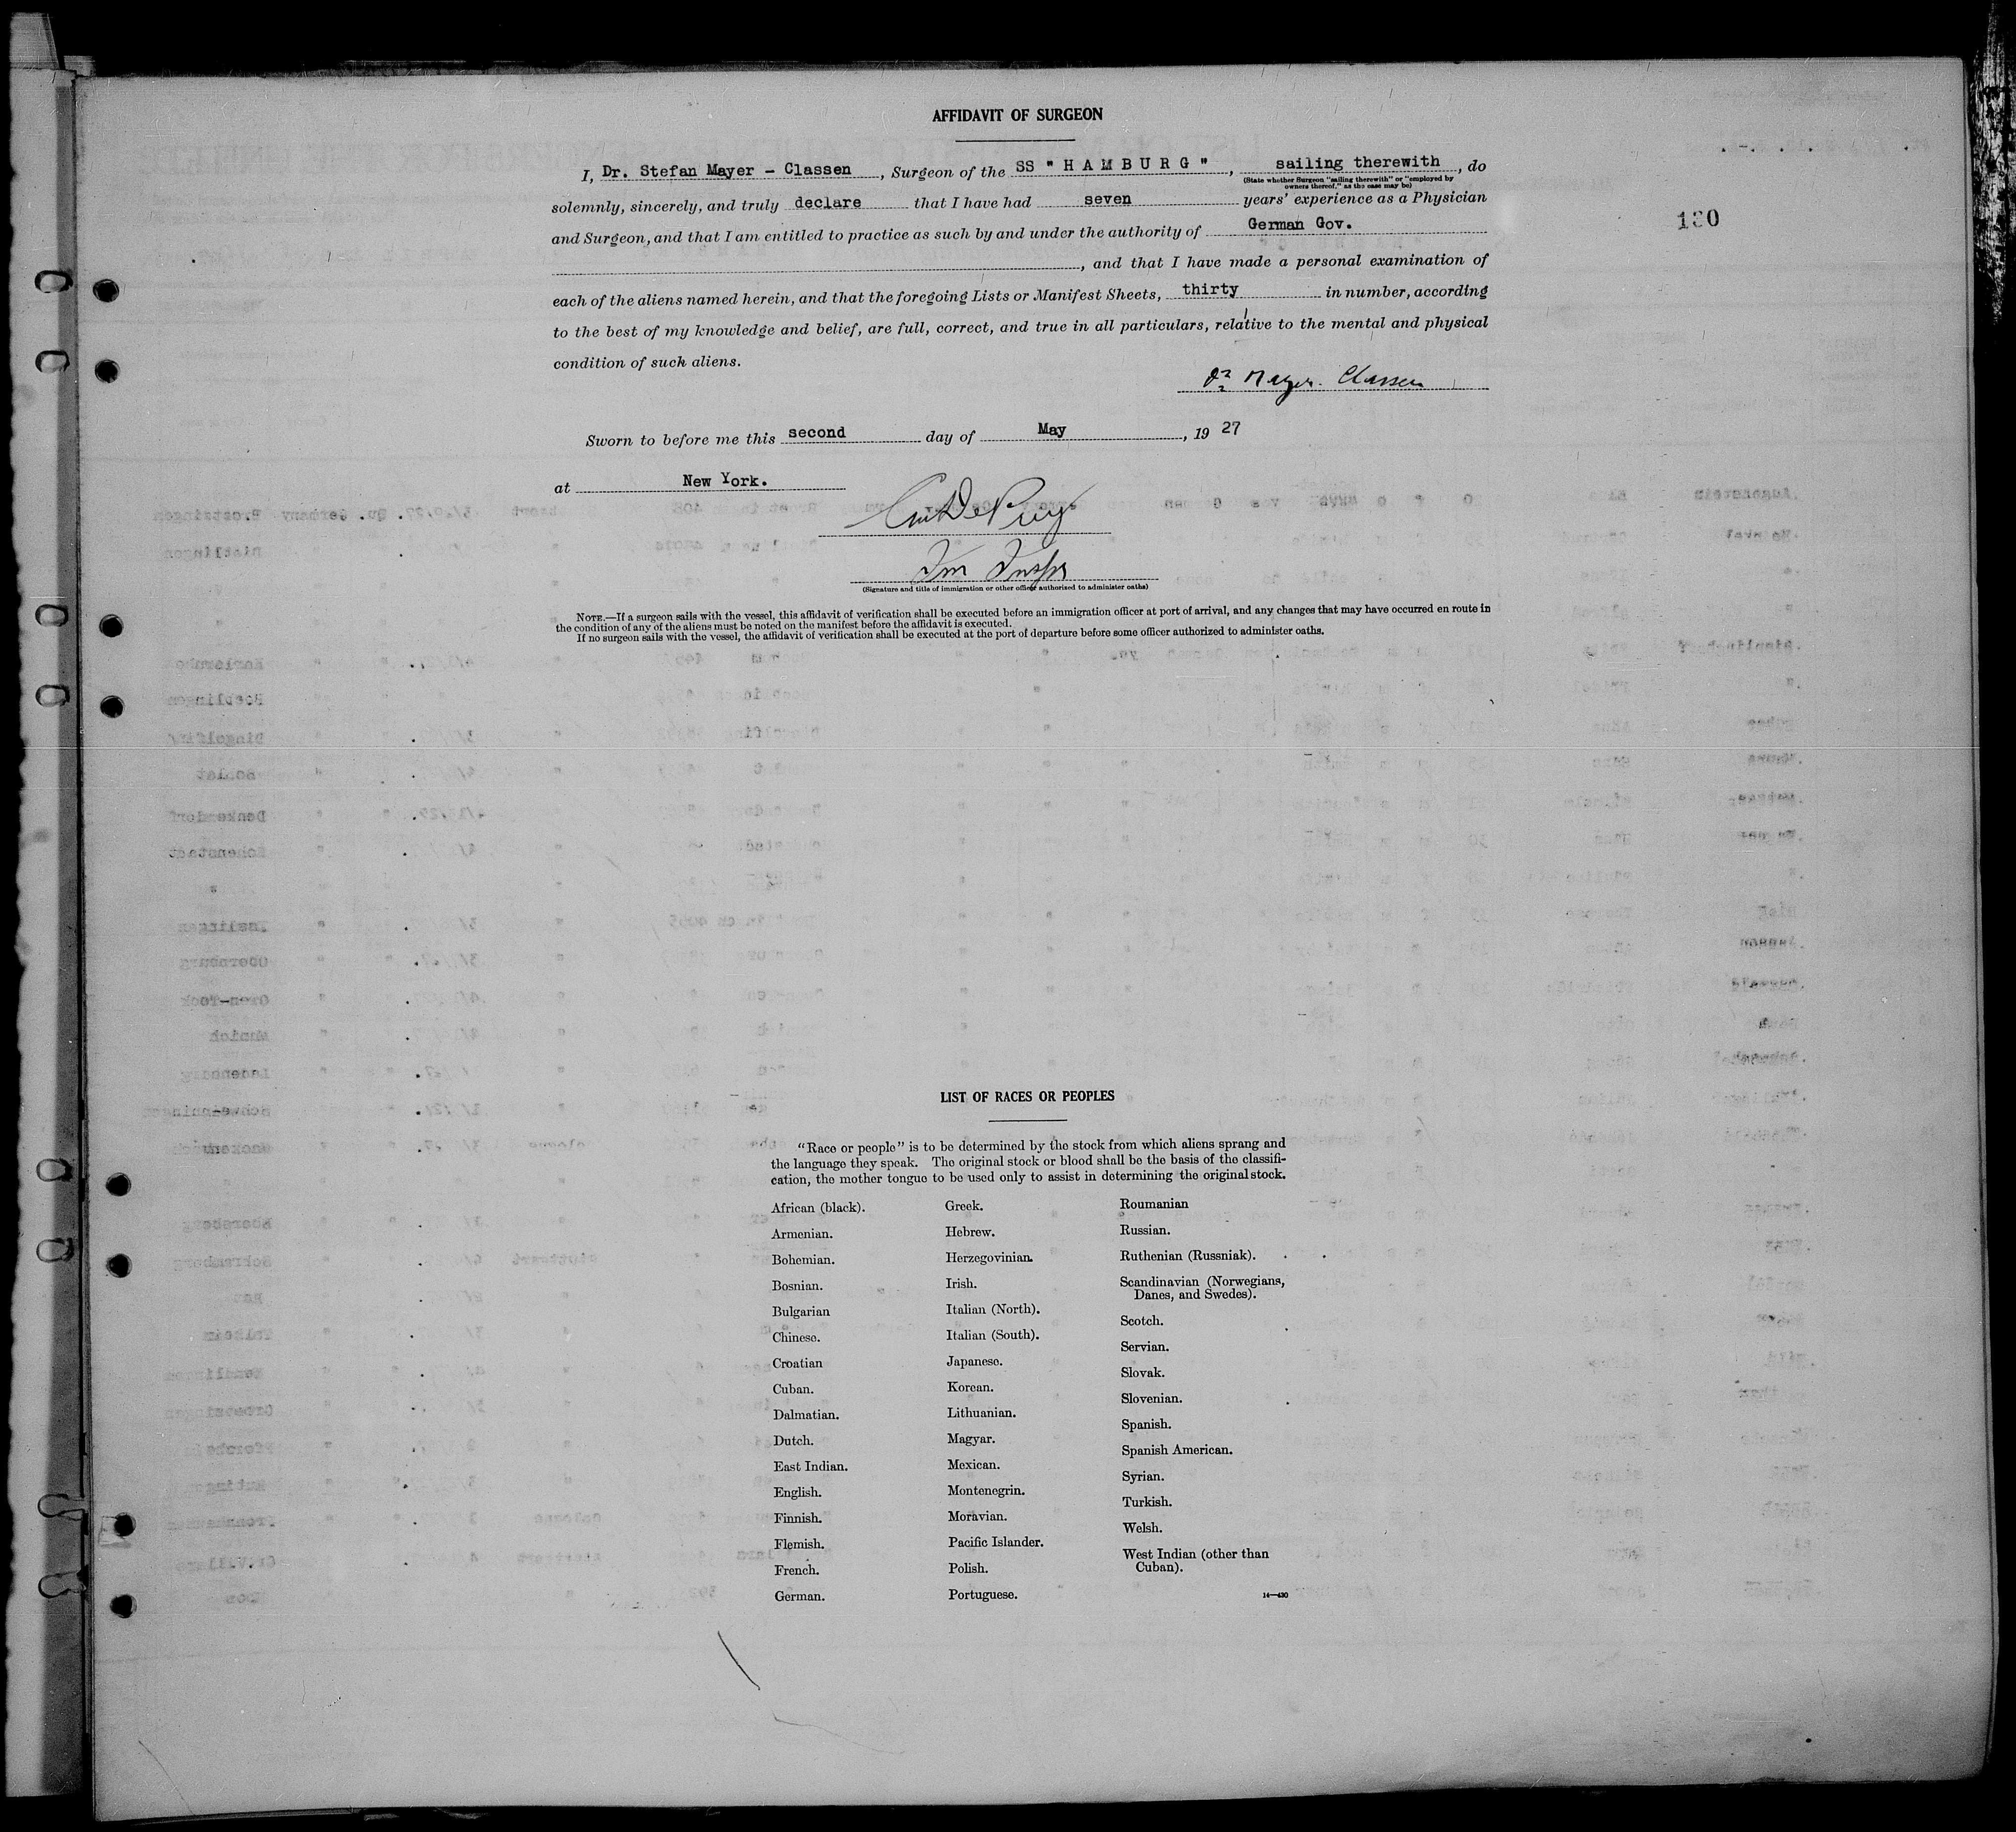 AFFIDAVIT OF SURGEON
I, Dr. Stefan Mayer - Classen, Surgeon of the SS "HAMBURG", sailing therewith, do
(State whether Surgeon "sailing therewith" or "employed by
owners thereof," as the case may be)
solemnly, sincerely, and truly declare that I have had seven years' experience as a Physician
130
and Surgeon, and that I am entitled to practice as such by and under the authority of German Gov.
, and that I have made a personal examination of
each of the aliens named herein, and that the foregoing Lists or Manifest Sheets, thirty in number, according
to the best of my knowledge and belief, are full, correct, and true in all particulars, relative to the mental and physical
condition of such aliens.
Dr Mayer. Classen
Sworn to before me this second day of May, 1927
at New York.
Imm Inspr
(Signature and title of immigration or other officer authorized to administer oaths)
NOTE.—If a surgeon sails with the vessel, this affidavit of verification shall be executed before an immigration officer at port of arrival, and any changes that may have occurred en route in
the condition of any of the aliens must be noted on the manifest before the affidavit is executed.
If no surgeon sails with the vessel, the affidavit of verification shall be executed at the port of departure before some officer authorized to administer oaths.
LIST OF RACES OR PEOPLES
"Race or people" is to be determined by the stock from which aliens sprang and
the language they speak. The original stock or blood shall be the basis of the classifi-
cation, the mother tongue to be used only to assist in determining the original stock.
African (black).
Armenian.
Bohemian.
Bosnian.
Bulgarian
Chinese.
Croatian
Cuban.
Dalmatian.
Dutch.
East Indian.
English.
Finnish.
Flemish.
French.
German.
Greek.
Hebrew.
Herzegovinian.
Irish.
Italian (North).
Italian (South).
Japanese.
Korean.
Lithuanian.
Magyar.
Mexican.
Montenegrin.
Moravian.
Pacific Islander.
Polish.
Portuguese.
Roumanian
Russian.
Ruthenian (Russniak).
Scandinavian (Norwegians,
Danes, and Swedes).
Scotch.
Servian.
Slovak.
Slovenian.
Spanish.
Spanish American.
Syrian.
Turkish.
Welsh.
West Indian (other than
Cuban).
14—430